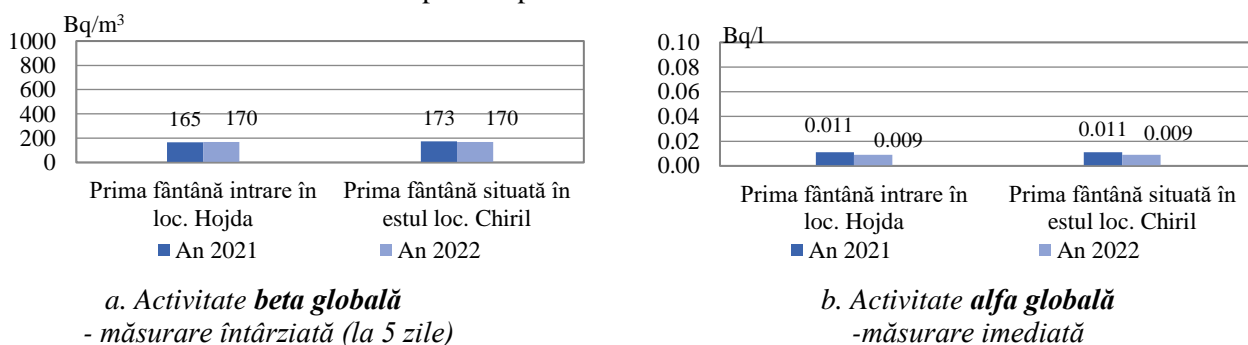 Bq/m³
1000
800
600
400
200
0
165 170
173 170
Prima fântână intrare în
loc. Hojda
Prima fântână situată în
estul loc. Chiril
An 2021
An 2022
a. Activitate beta globală
- măsurare întârziată (la 5 zile)
Bq/l
0.10
0.08
0.06
0.04
0.02
0.00
0.011
0.009
0.011
0.009
Prima fântână intrare în
loc. Hojda
Prima fântână situată în
estul loc. Chiril
An 2021
An 2022
b. Activitate alfa globală
-măsurare imediată